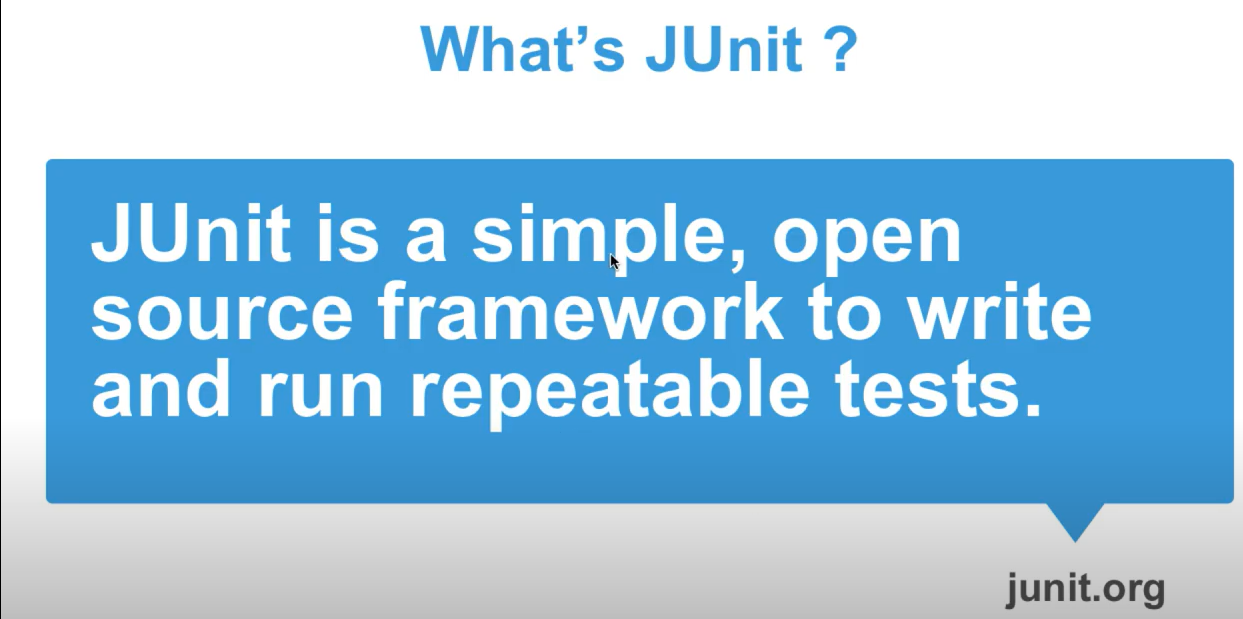 What’s JUnit ?
JUnit is a simple, open
source framework to write
and run repeatable tests.
junit.org